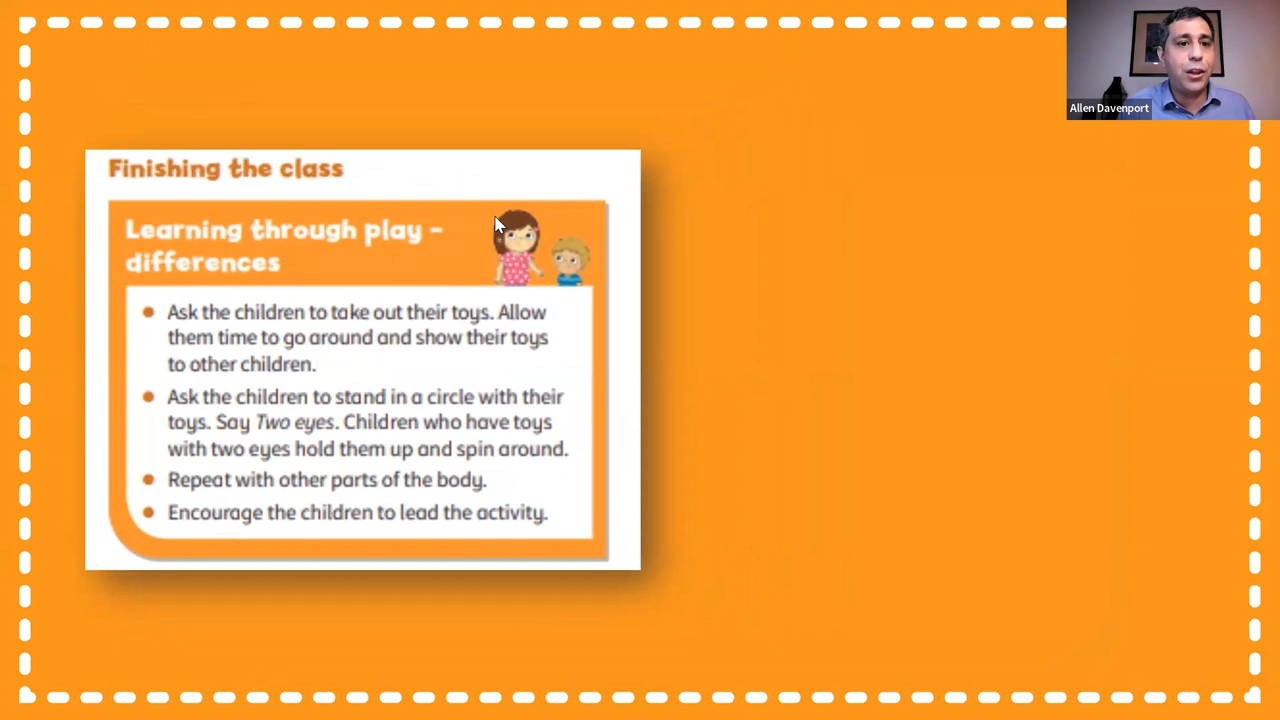 Allen Davenport
Finishing the class
Learning through play –
differences
Ask the children to take out their toys. Allow
them time to go around and show their toys
to other children.
Ask the children to stand in a circle with their
toys. Say Two eyes. Children who have toys
with two eyes hold them up and spin around.
Repeat with other parts of the body.
Encourage the children to lead the activity.